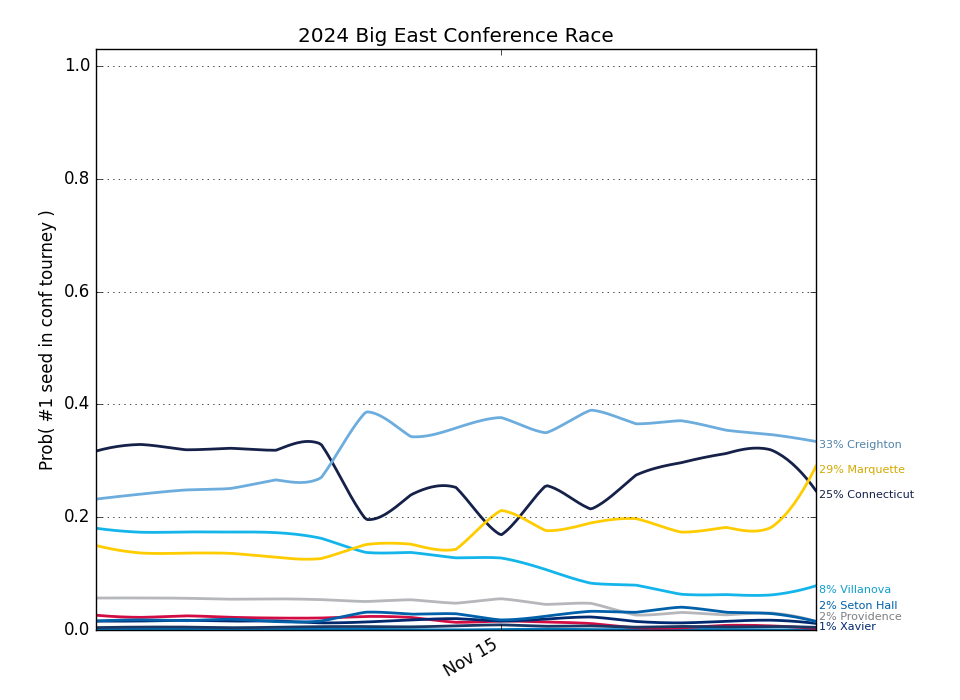 2024 Big East Conference Race
Prob( #1 seed in conf tourney )
1.0
0.8
0.6
0.4
0.2
0.0
Nov 15
33% Creighton
29% Marquette
25% Connecticut
8% Villanova
2% Seton Hall
2% Providence
1% Xavier